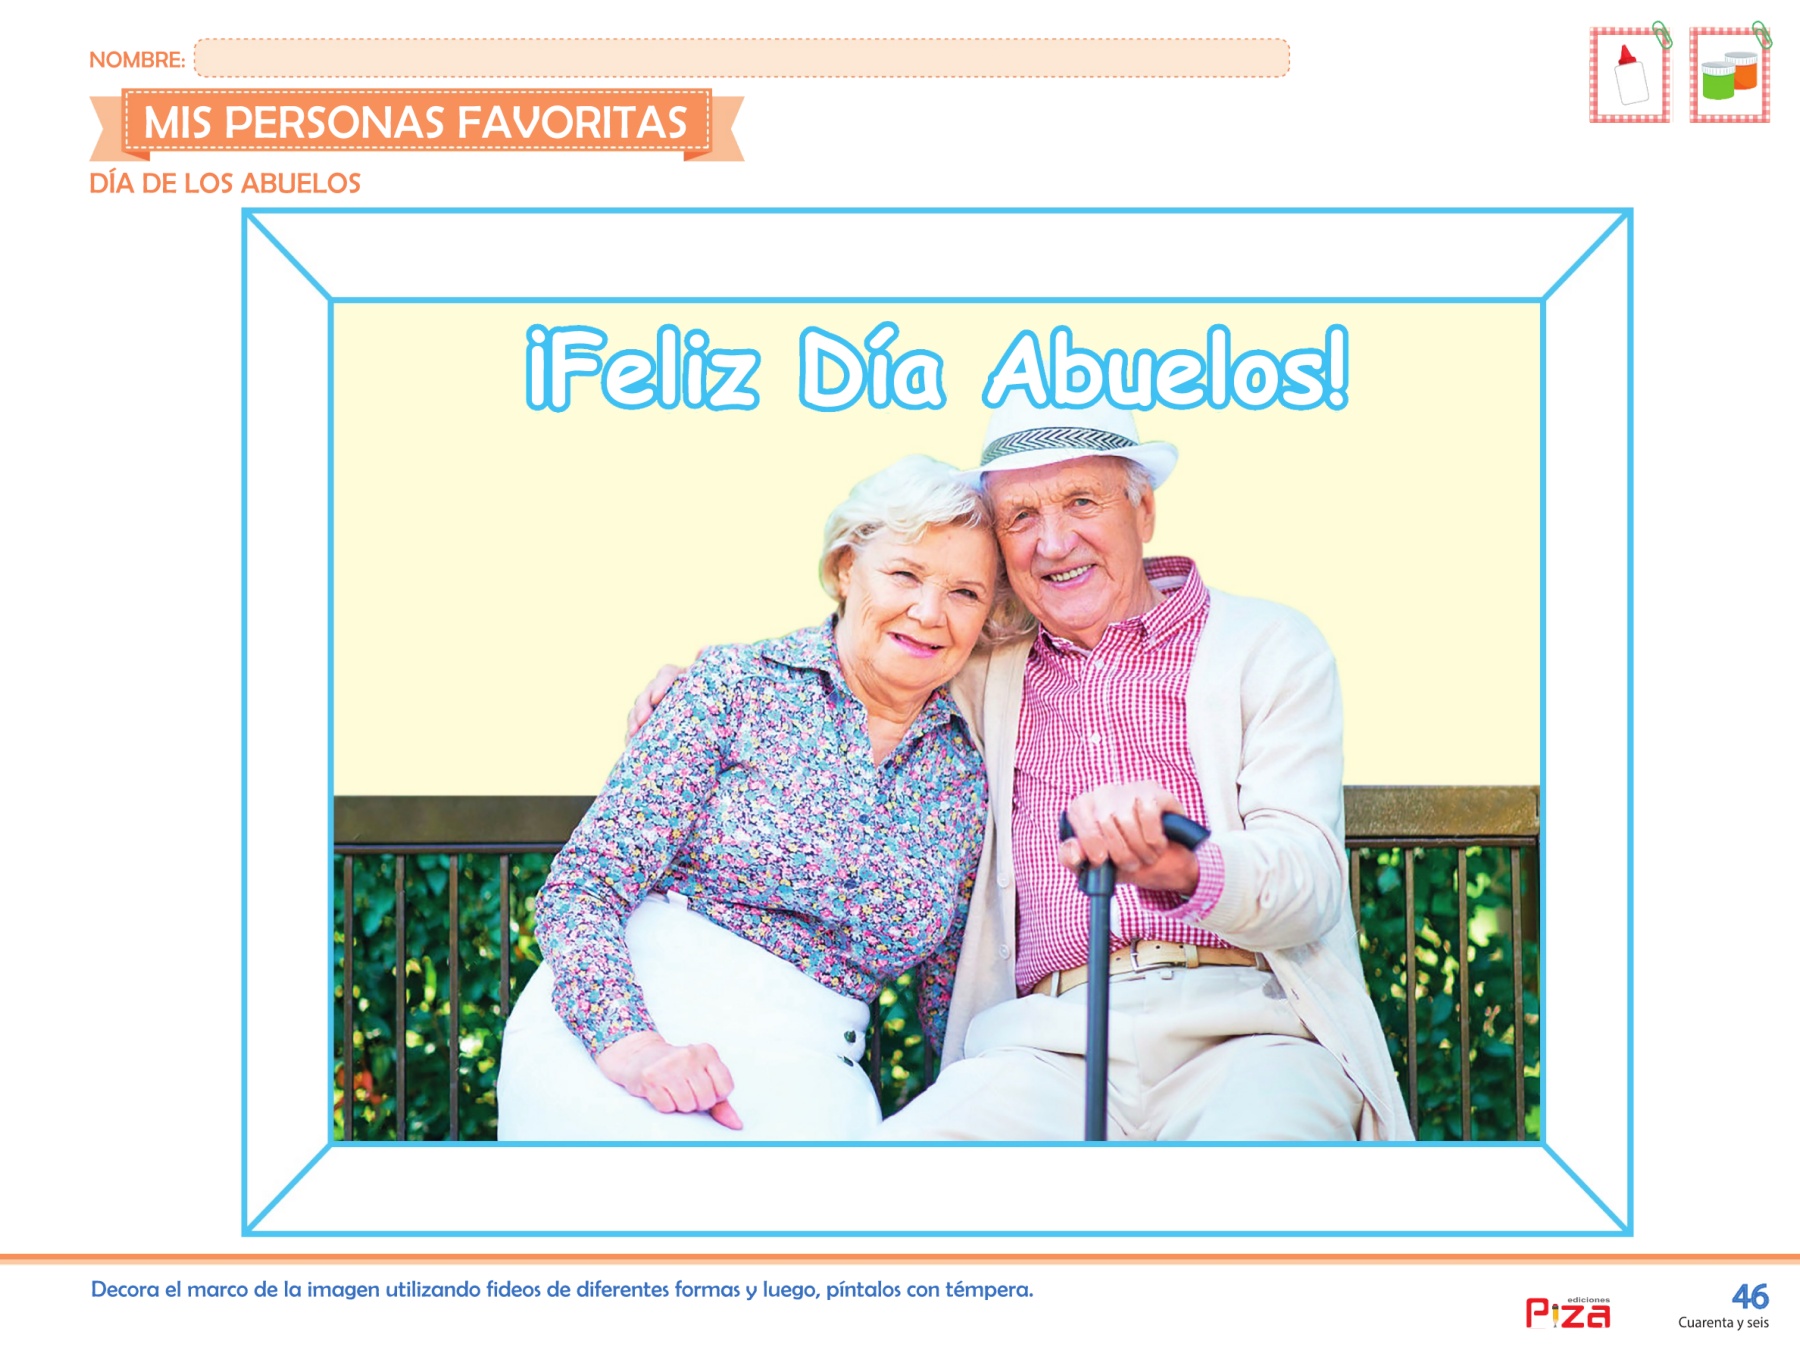 NOMBRE:
MIS PERSONAS FAVORITAS
DÍA DE LOS ABUELOS
¡Feliz Día Abuelos!
Decora el marco de la imagen utilizando fideos de diferentes formas y luego, píntalos con témpera.
ediciones
Piza
46
Cuarenta y seis